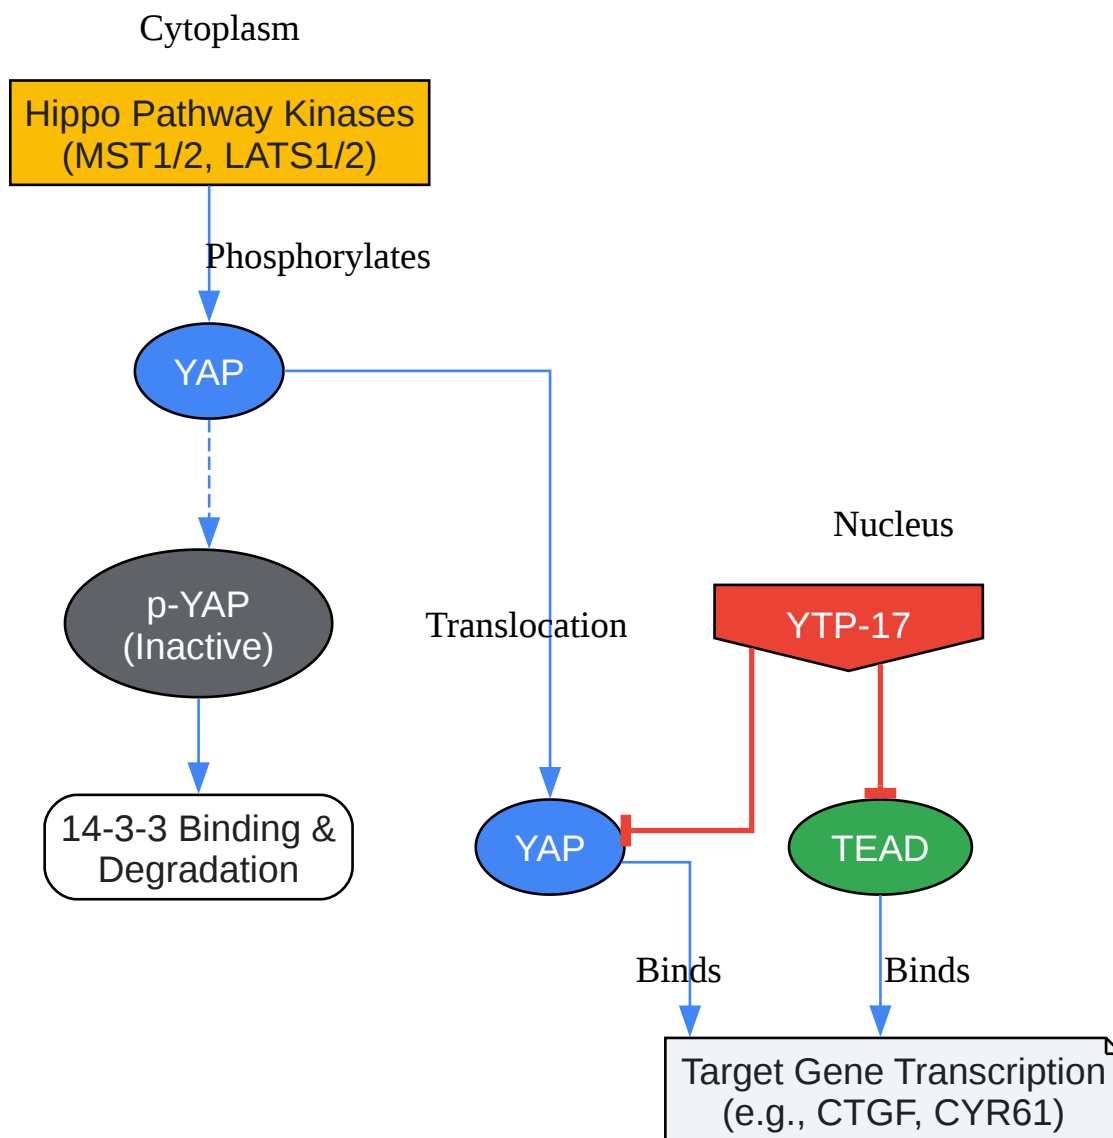 Cytoplasm
Hippo Pathway Kinases
(MST1/2, LATS1/2)
Phosphorylates
YAP
p-YAP
(Inactive)
14-3-3 Binding &
Degradation
Translocation
Nucleus
YTP-17
YAP
TEAD
Binds
Binds
Target Gene Transcription
(e.g., CTGF, CYR61)